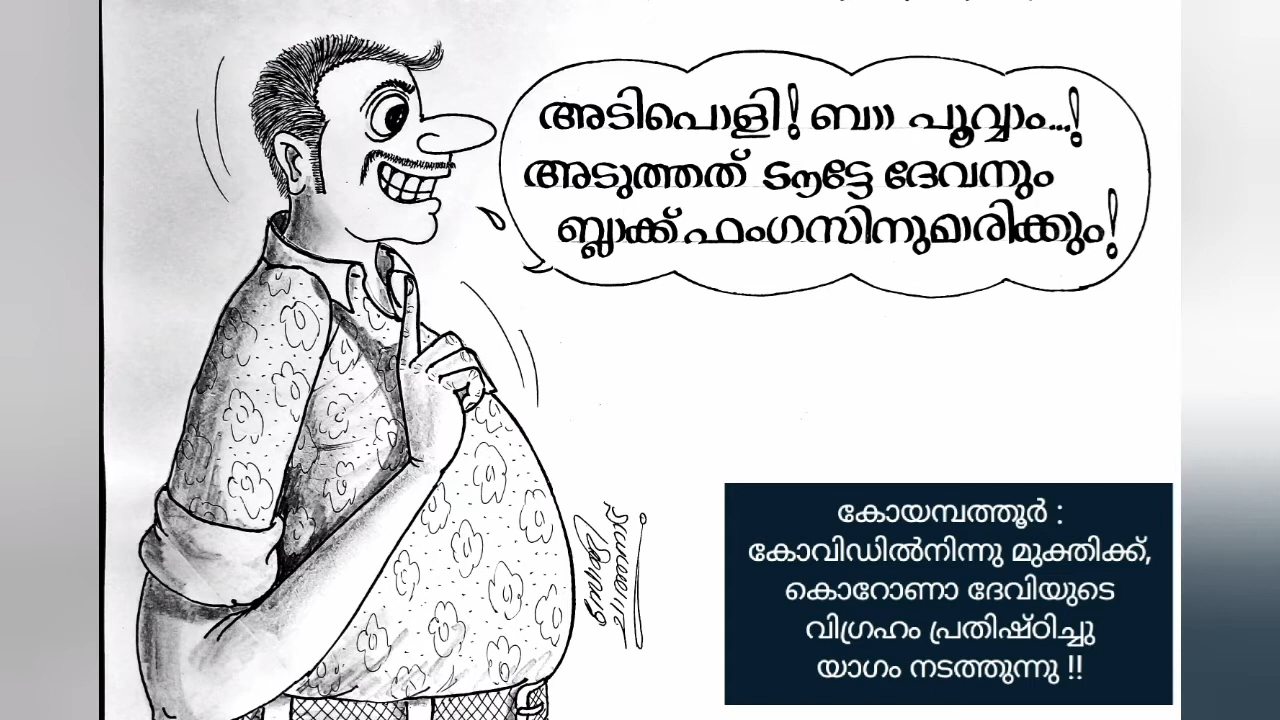 അടിപൊളി! ബാ പൂവ്വാം...!
അടുത്തത് ടൗട്ടേ ദേവനും
ബ്ലാക്ക് ഫംഗസിനുമാരിക്കും!
കോയമ്പത്തൂർ :
കോവിഡിൽനിന്നു മുക്തിക്ക്,
കൊറോണാ ദേവിയുടെ
വിഗ്രഹം പ്രതിഷ്ഠിച്ചു
യാഗം നടത്തുന്നു !!